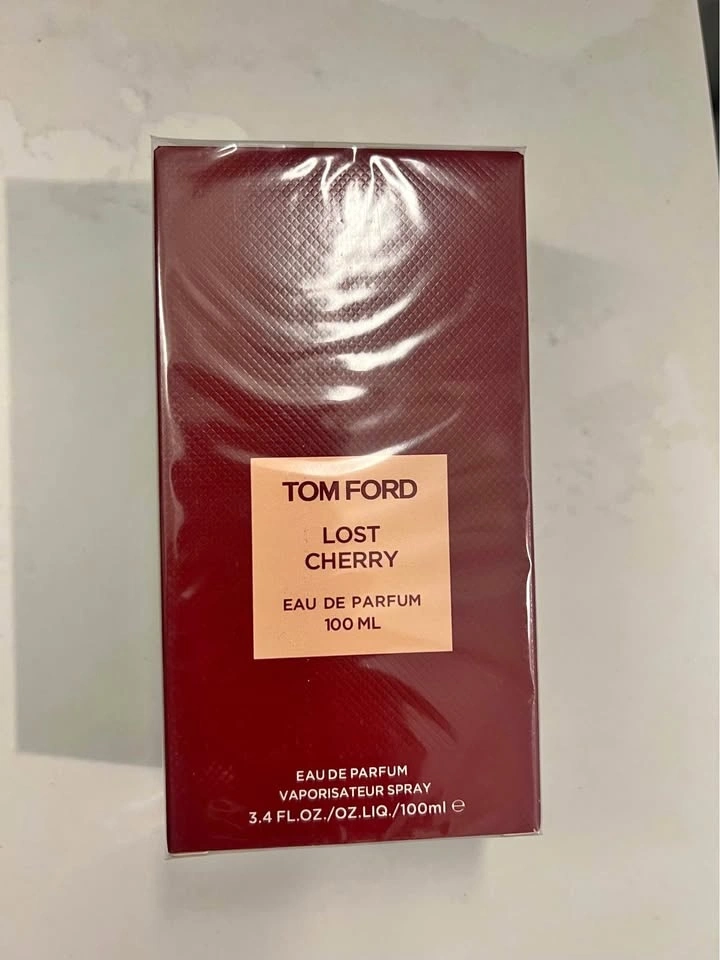 TOM FORD
LOST
CHERRY
EAU DE PARFUM
100 ML
EAU DE PARFUM
VAPORISATEUR SPRAY
3.4 FL.OZ./OZ.LIQ./100ml ℮